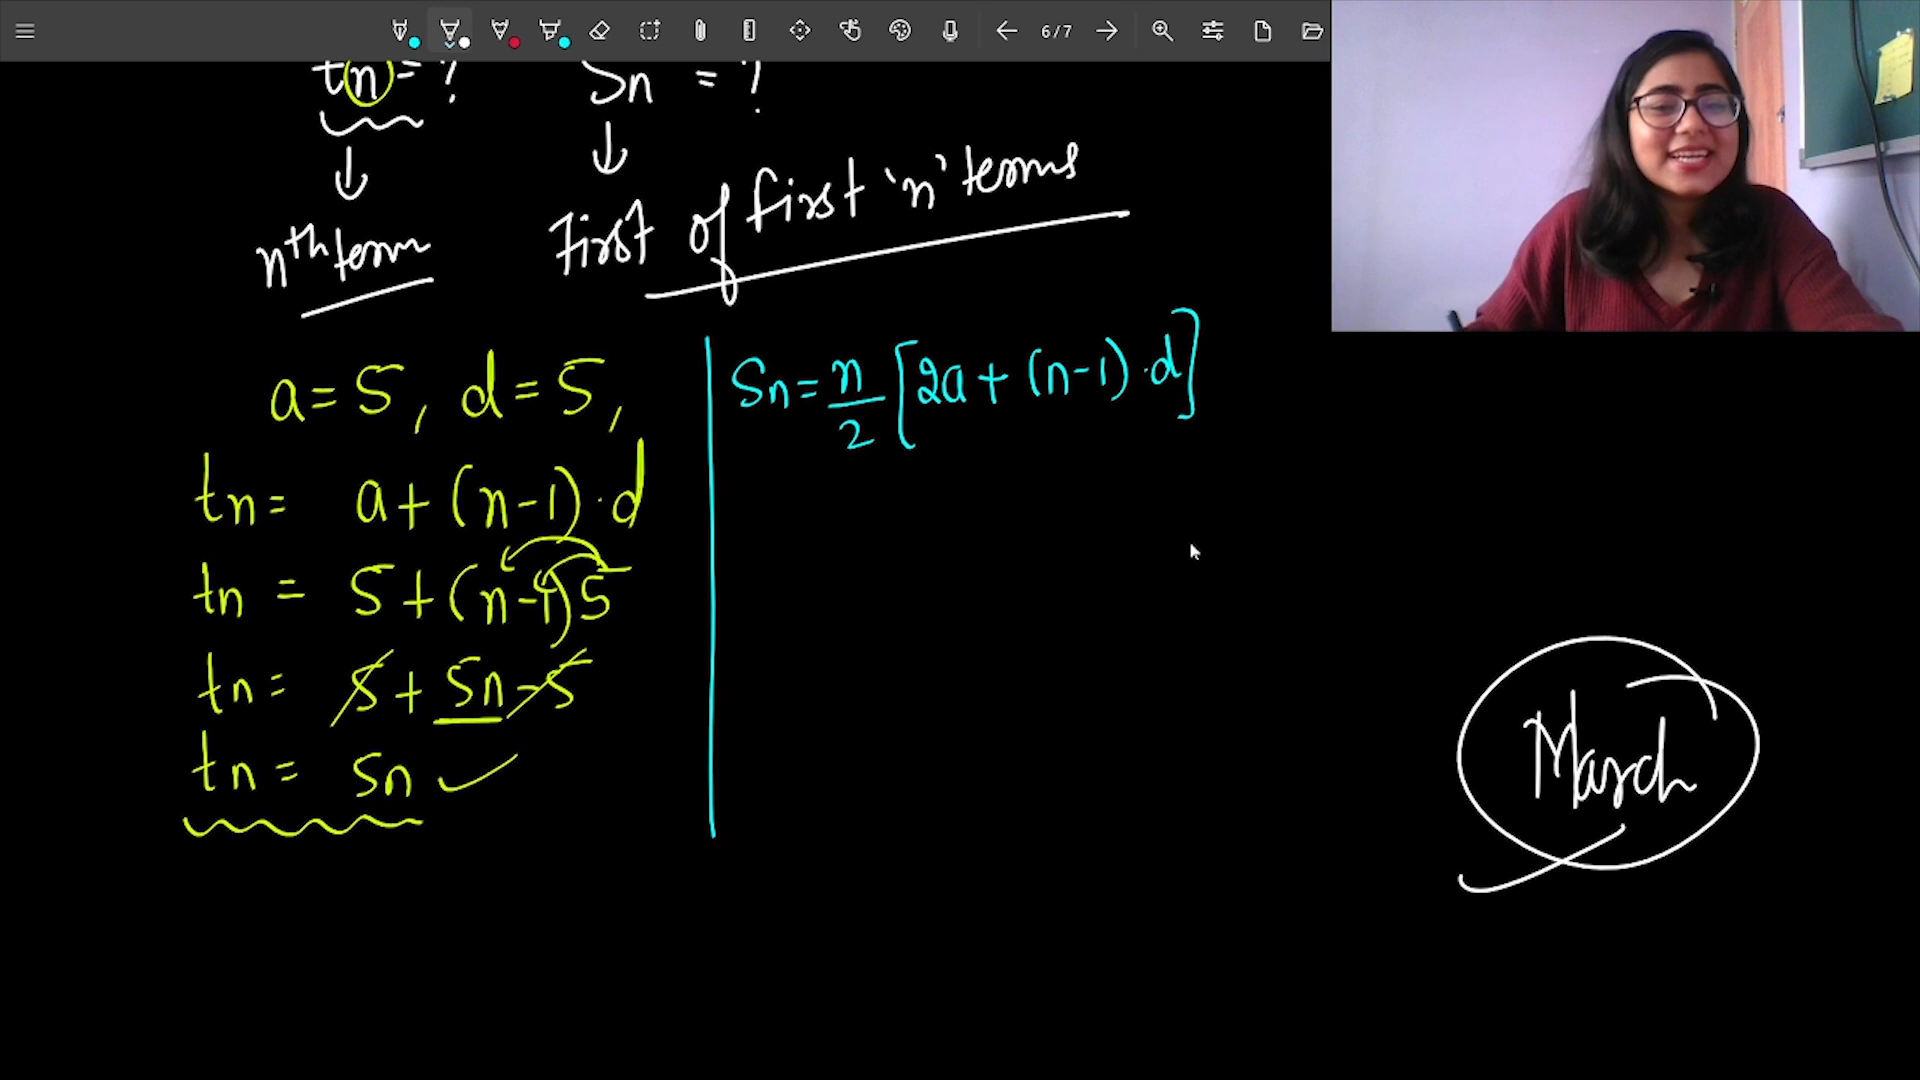 6/7
tn = ? Sn = ?
nth term First of first 'n' terms
a = 5, d = 5,
tn = a + (n-1)·d
tn = 5 + (n-1)5
tn = 5 + 5n - 5
tn = 5n ✓
Sn = n/2 [2a + (n-1)·d]
March